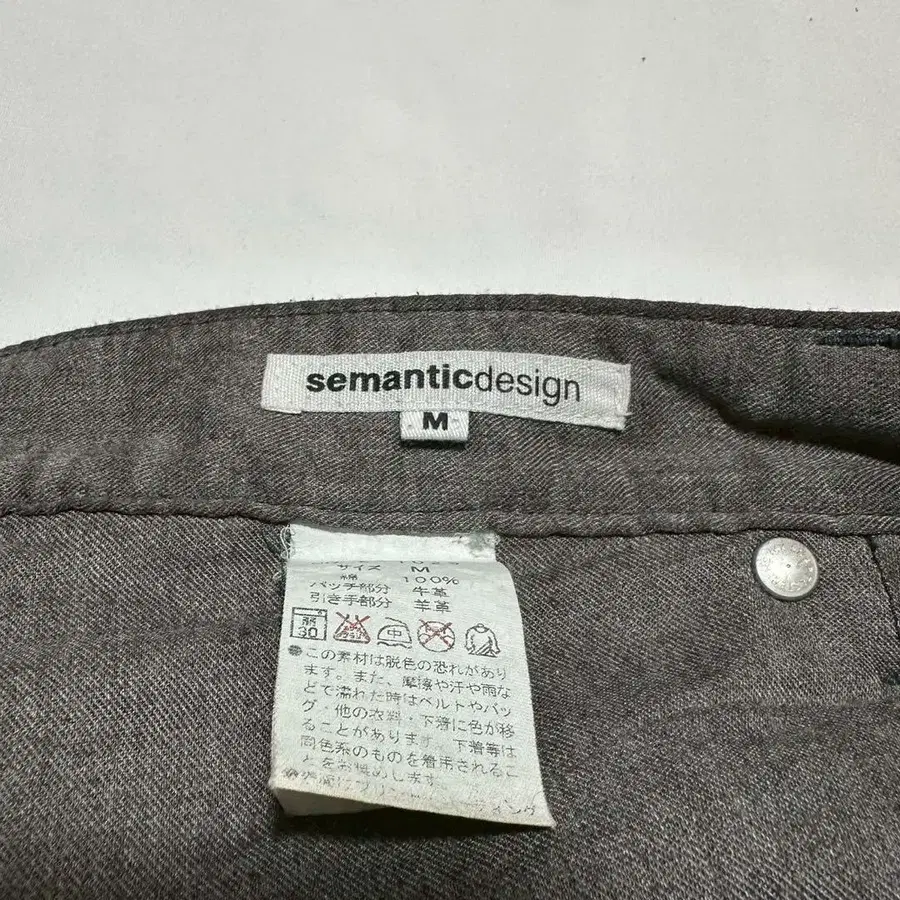 semanticdesign
M
サイズ M
綿 100%
パッチ部分 牛革
引き手部分 羊革
弱
30
中
●この素材は脱色の恐れがあり
ます。また、摩擦や汗や雨な
どで濡れた時はベルトやバッ
グ・他の衣料・下着に色が移
ることがあります。下着等は
同色系のものを着用されるこ
とをお奨めします。